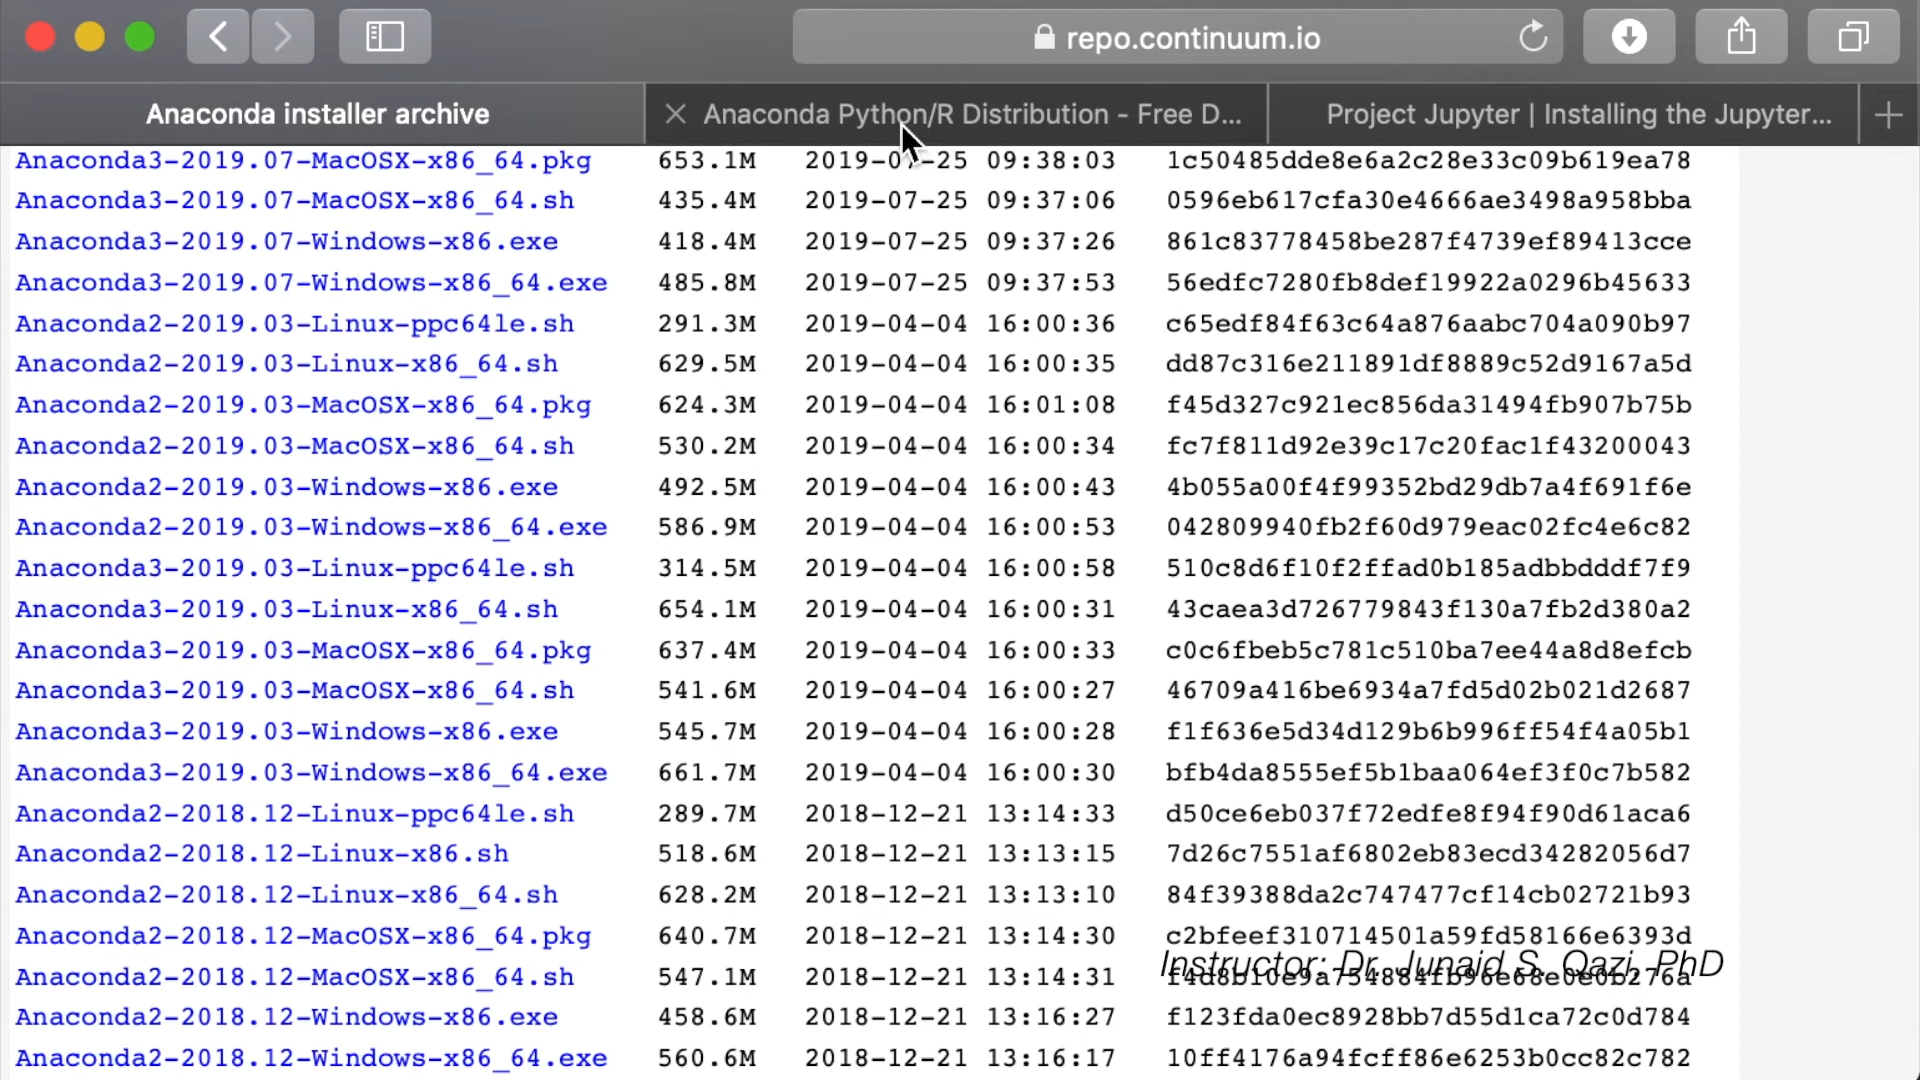 repo.continuum.io
Anaconda installer archive
Anaconda Python/R Distribution - Free D...
Project Jupyter | Installing the Jupyter...
Anaconda3-2019.07-MacOSX-x86_64.pkg 653.1M 2019-07-25 09:38:03 1c50485dde8e6a2c28e33c09b619ea78
Anaconda3-2019.07-MacOSX-x86_64.sh 435.4M 2019-07-25 09:37:06 0596eb617cfa30e4666ae3498a958bba
Anaconda3-2019.07-Windows-x86.exe 418.4M 2019-07-25 09:37:26 861c83778458be287f4739ef89413cce
Anaconda3-2019.07-Windows-x86_64.exe 485.8M 2019-07-25 09:37:53 56edfc7280fb8def19922a0296b45633
Anaconda2-2019.03-Linux-ppc64le.sh 291.3M 2019-04-04 16:00:36 c65edf84f63c64a876aabc704a090b97
Anaconda2-2019.03-Linux-x86_64.sh 629.5M 2019-04-04 16:00:35 dd87c316e211891df8889c52d9167a5d
Anaconda2-2019.03-MacOSX-x86_64.pkg 624.3M 2019-04-04 16:01:08 f45d327c921ec856da31494fb907b75b
Anaconda2-2019.03-MacOSX-x86_64.sh 530.2M 2019-04-04 16:00:34 fc7f811d92e39c17c20fac1f43200043
Anaconda2-2019.03-Windows-x86.exe 492.5M 2019-04-04 16:00:43 4b055a00f4f99352bd29db7a4f691f6e
Anaconda2-2019.03-Windows-x86_64.exe 586.9M 2019-04-04 16:00:53 042809940fb2f60d979eac02fc4e6c82
Anaconda3-2019.03-Linux-ppc64le.sh 314.5M 2019-04-04 16:00:58 510c8d6f10f2ffad0b185adbbdddf7f9
Anaconda3-2019.03-Linux-x86_64.sh 654.1M 2019-04-04 16:00:31 43caea3d726779843f130a7fb2d380a2
Anaconda3-2019.03-MacOSX-x86_64.pkg 637.4M 2019-04-04 16:00:33 c0c6fbeb5c781c510ba7ee44a8d8efcb
Anaconda3-2019.03-MacOSX-x86_64.sh 541.6M 2019-04-04 16:00:27 46709a416be6934a7fd5d02b021d2687
Anaconda3-2019.03-Windows-x86.exe 545.7M 2019-04-04 16:00:28 f1f636e5d34d129b6b996ff54f4a05b1
Anaconda3-2019.03-Windows-x86_64.exe 661.7M 2019-04-04 16:00:30 bfb4da8555ef5b1baa064ef3f0c7b582
Anaconda2-2018.12-Linux-ppc64le.sh 289.7M 2018-12-21 13:14:33 d50ce6eb037f72edfe8f94f90d61aca6
Anaconda2-2018.12-Linux-x86.sh 518.6M 2018-12-21 13:13:15 7d26c7551af6802eb83ecd34282056d7
Anaconda2-2018.12-Linux-x86_64.sh 628.2M 2018-12-21 13:13:10 84f39388da2c747477cf14cb02721b93
Anaconda2-2018.12-MacOSX-x86_64.pkg 640.7M 2018-12-21 13:14:30 c2bfeef310714501a59fd58166e6393d
Instructor: Dr. Junaid S. Qazi, PhD
Anaconda2-2018.12-MacOSX-x86_64.sh 547.1M 2018-12-21 13:14:31 f4d8b10e9a754884fb96e68e0e0b276a
Anaconda2-2018.12-Windows-x86.exe 458.6M 2018-12-21 13:16:27 f123fda0ec8928bb7d55d1ca72c0d784
Anaconda2-2018.12-Windows-x86_64.exe 560.6M 2018-12-21 13:16:17 10ff4176a94fcff86e6253b0cc82c782